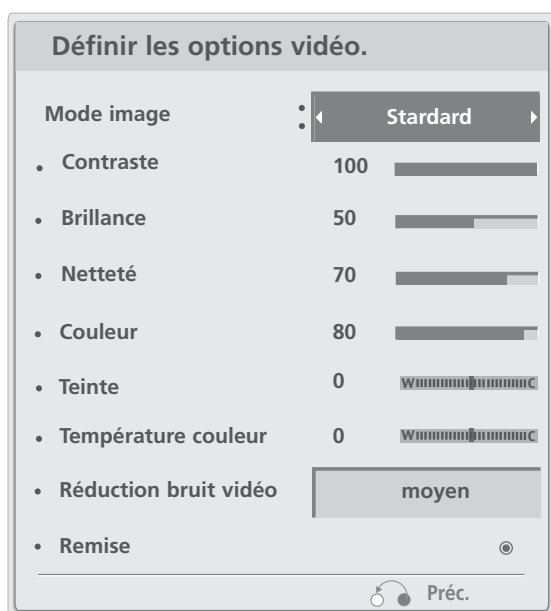 Définir les options vidéo.
Mode image : Stardard
• Contraste 100
• Brillance 50
• Netteté 70
• Couleur 80
• Teinte 0 W C
• Température couleur 0 W C
• Réduction bruit vidéo moyen
• Remise
Préc.